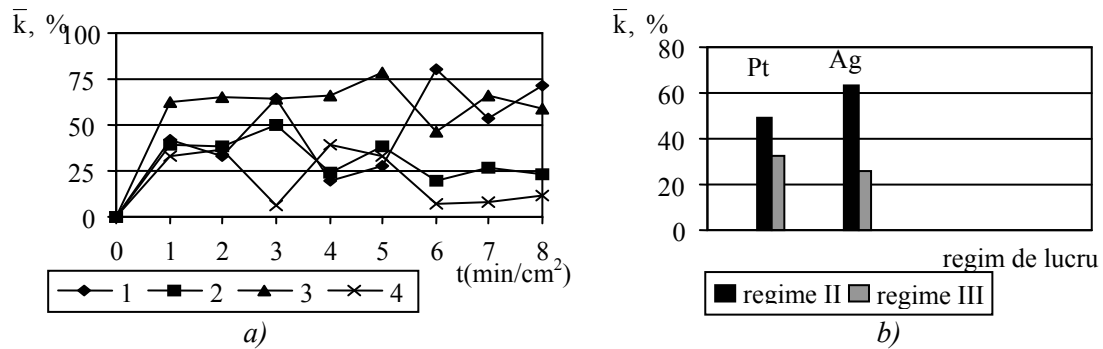 k̅, %
100
75
50
25
0
0 1 2 3 4 5 6 7 8
t(min/cm²)
1 2 3 4
a)
k̅, %
80
60
40
20
0
Pt Ag
regim de lucru
regime II regime III
b)